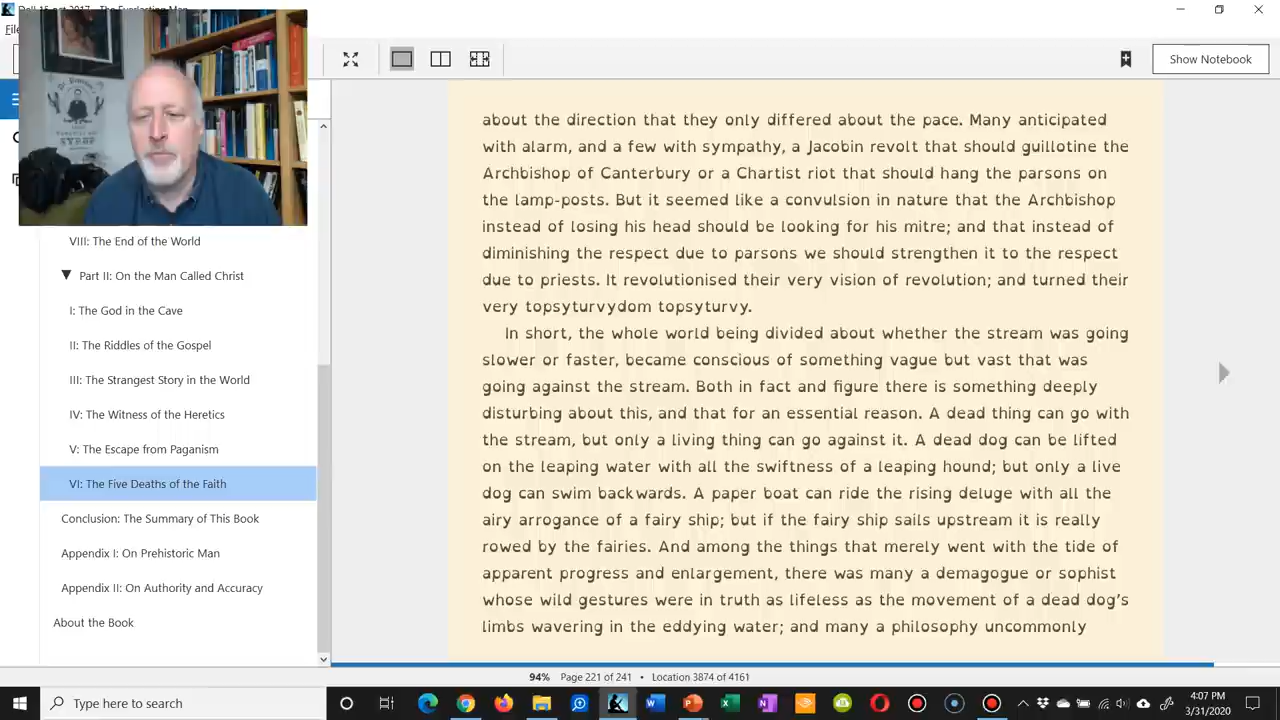 The Everlasting Man
File
Show Notebook
VIII: The End of the World
Part II: On the Man Called Christ
I: The God in the Cave
II: The Riddles of the Gospel
III: The Strangest Story in the World
IV: The Witness of the Heretics
V: The Escape from Paganism
VI: The Five Deaths of the Faith
Conclusion: The Summary of This Book
Appendix I: On Prehistoric Man
Appendix II: On Authority and Accuracy
About the Book
about the direction that they only differed about the pace. Many anticipated
with alarm, and a few with sympathy, a Jacobin revolt that should guillotine the
Archbishop of Canterbury or a Chartist riot that should hang the parsons on
the lamp-posts. But it seemed like a convulsion in nature that the Archbishop
instead of losing his head should be looking for his mitre; and that instead of
diminishing the respect due to parsons we should strengthen it to the respect
due to priests. It revolutionised their very vision of revolution; and turned their
very topsyturvydom topsyturvy.
In short, the whole world being divided about whether the stream was going
slower or faster, became conscious of something vague but vast that was
going against the stream. Both in fact and figure there is something deeply
disturbing about this, and that for an essential reason. A dead thing can go with
the stream, but only a living thing can go against it. A dead dog can be lifted
on the leaping water with all the swiftness of a leaping hound; but only a live
dog can swim backwards. A paper boat can ride the rising deluge with all the
airy arrogance of a fairy ship; but if the fairy ship sails upstream it is really
rowed by the fairies. And among the things that merely went with the tide of
apparent progress and enlargement, there was many a demagogue or sophist
whose wild gestures were in truth as lifeless as the movement of a dead dog's
limbs wavering in the eddying water; and many a philosophy uncommonly
94% Page 221 of 241 • Location 3874 of 4161
Type here to search
4:07 PM
3/31/2020